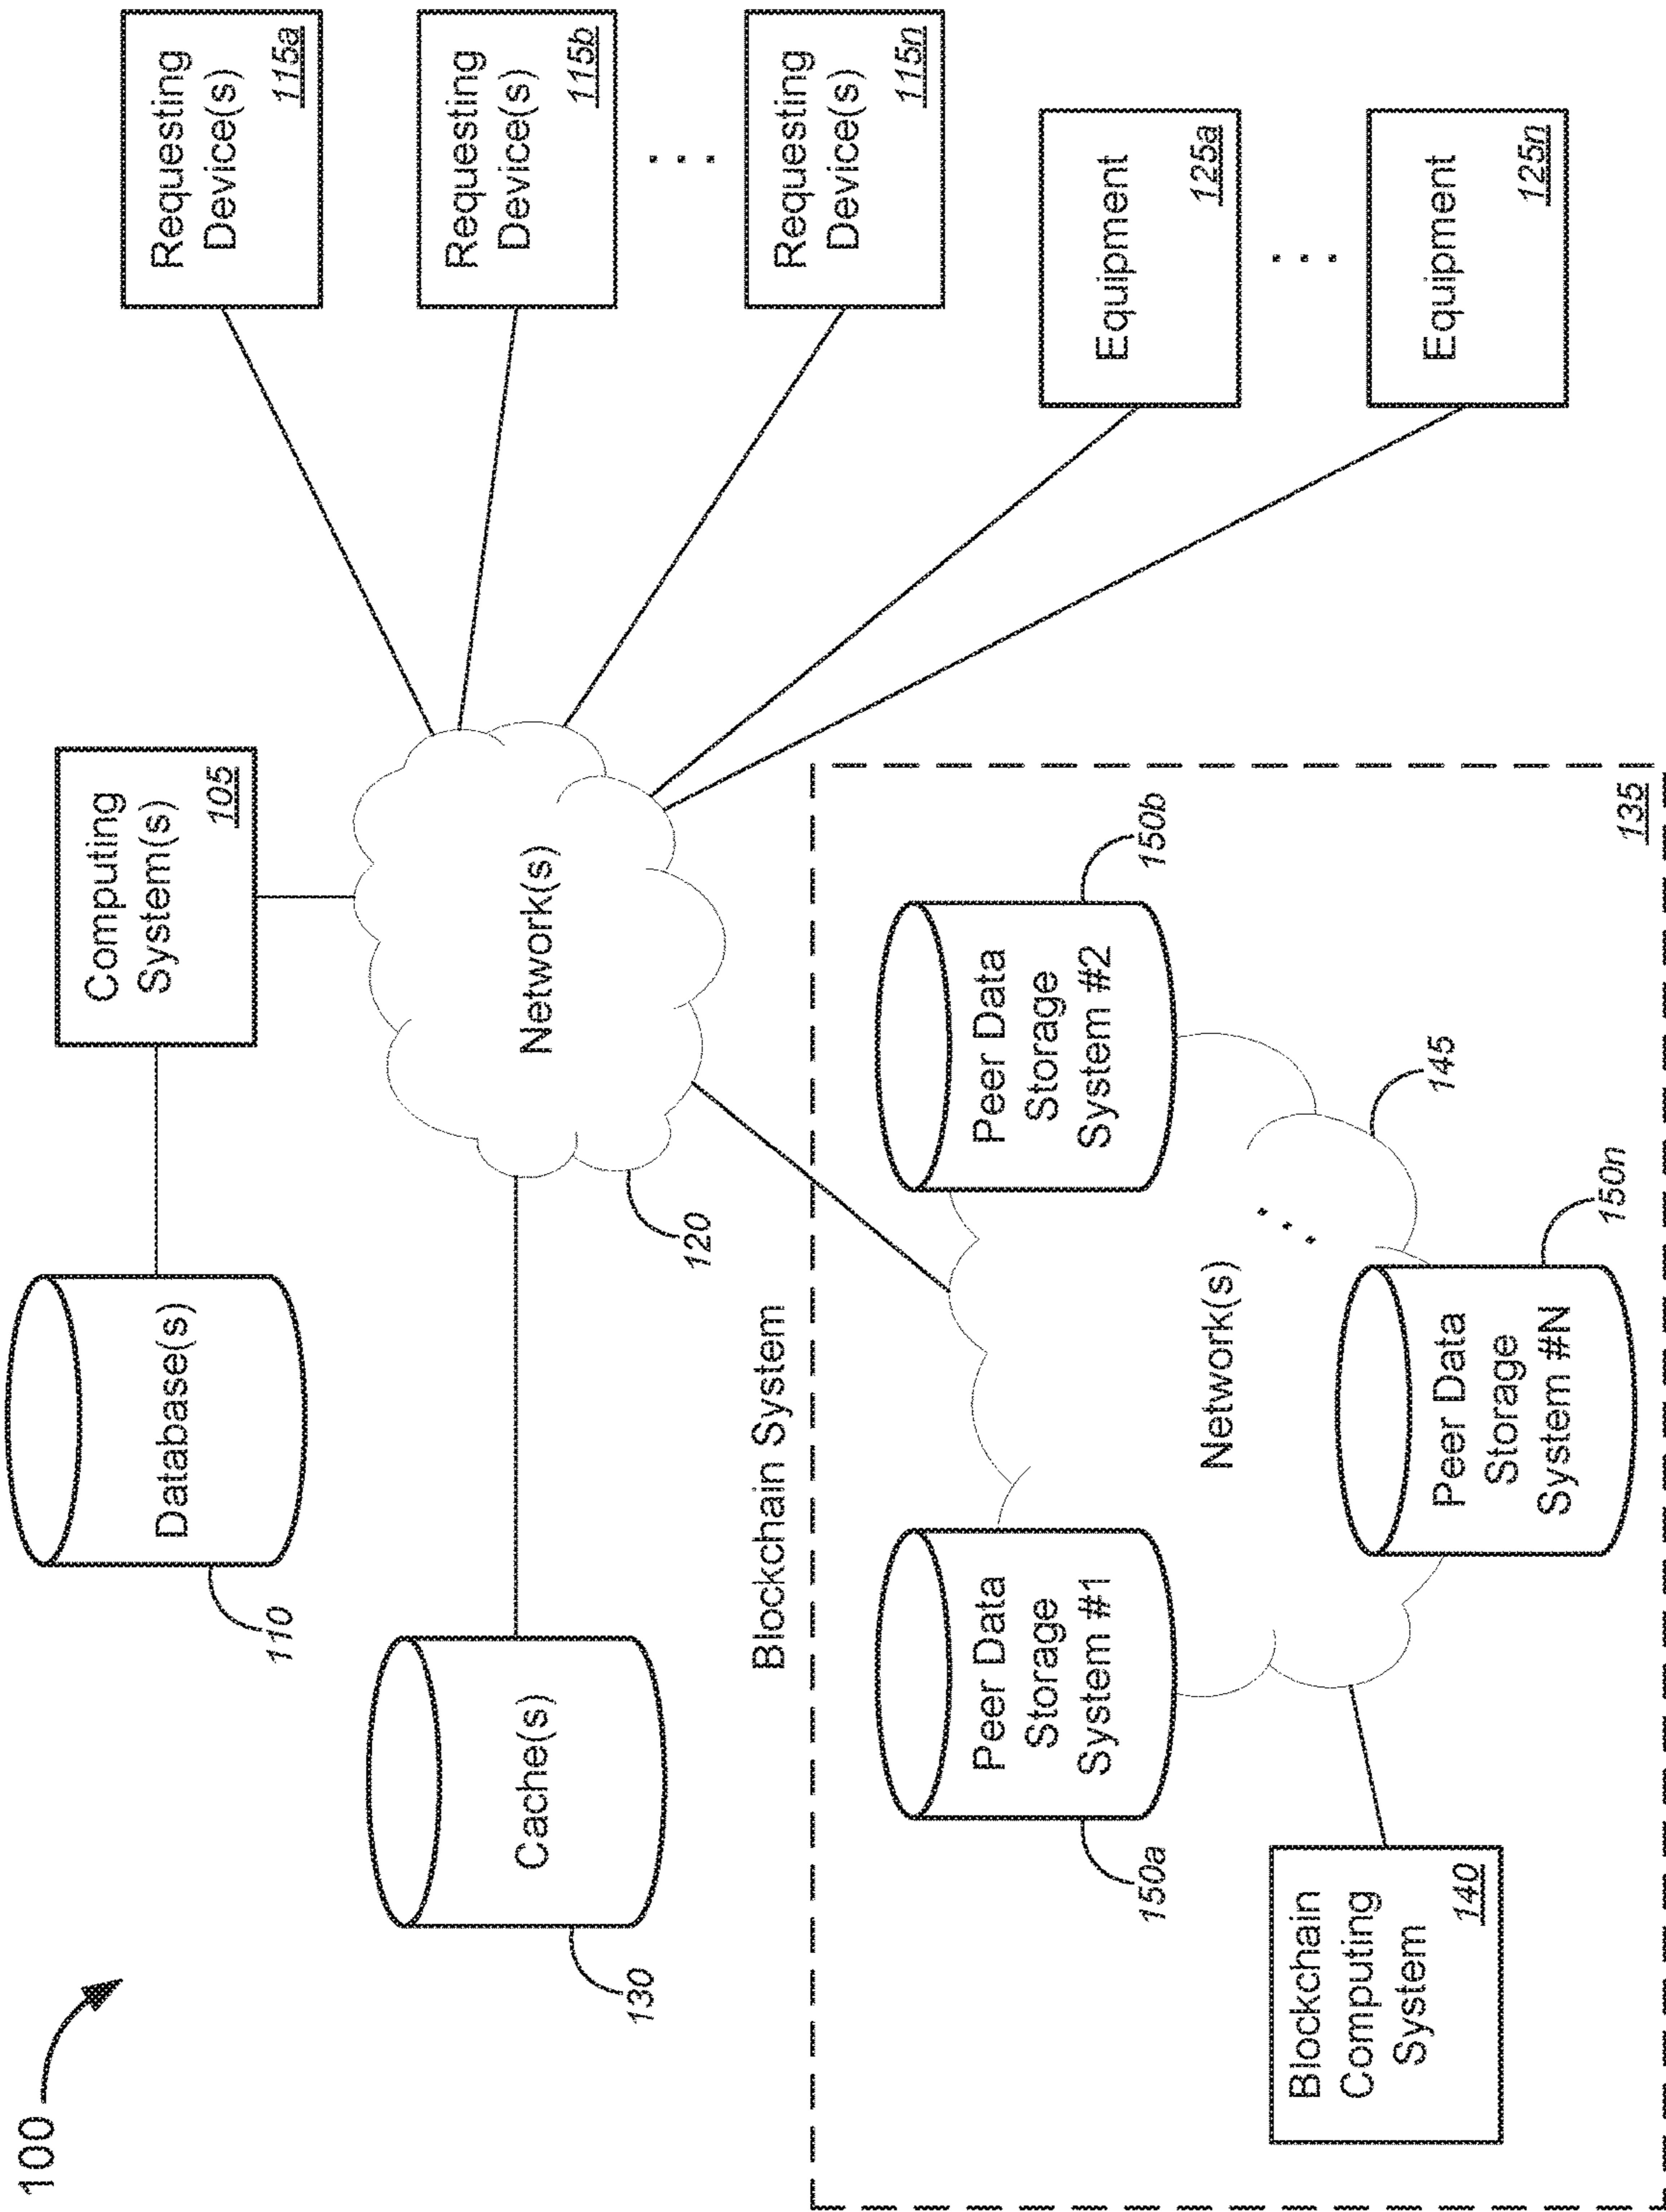 100
Database(s)
110
Computing
System(s)
105
Requesting
Device(s)
115a
Cache(s)
130
Network(s)
120
Requesting
Device(s)
115b
. . .
Requesting
Device(s)
115n
Blockchain System
Peer Data
Storage
System #1
150a
Peer Data
Storage
System #2
150b
Equipment
125a
. . .
Network(s)
. . .
145
Blockchain
Computing
System
140
Peer Data
Storage
System #N
150n
Equipment
125n
135